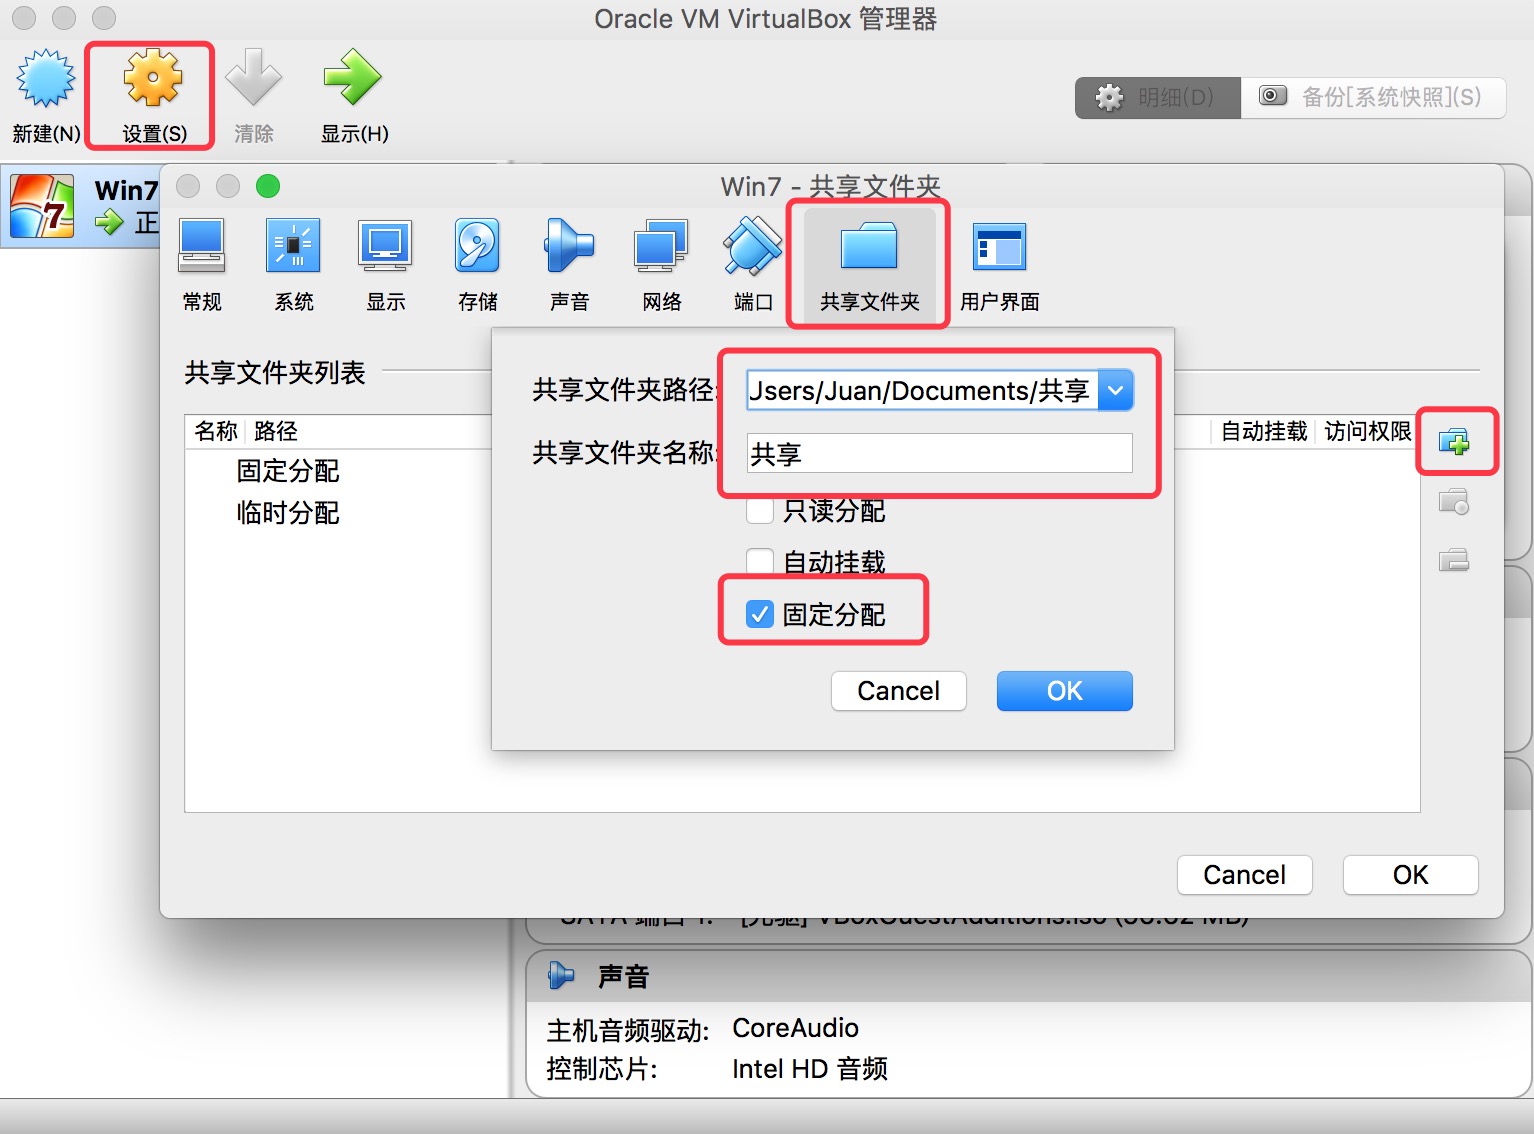 Oracle VM VirtualBox 管理器
新建(N)
设置(S)
清除
显示(H)
明细(D)
备份[系统快照](S)
Win7
正
7
Win7 - 共享文件夹
常规
系统
显示
存储
声音
网络
端口
共享文件夹
用户界面
共享文件夹列表
共享文件夹路径:
Jsers/Juan/Documents/共享
名称
路径
自动挂载
访问权限
共享文件夹名称:
共享
固定分配
临时分配
只读分配
自动挂载
固定分配
Cancel
OK
Cancel
OK
SATA 端口 1: [光驱] VBoxGuestAdditions.iso (56.62 MB)
声音
主机音频驱动: CoreAudio
控制芯片: Intel HD 音频